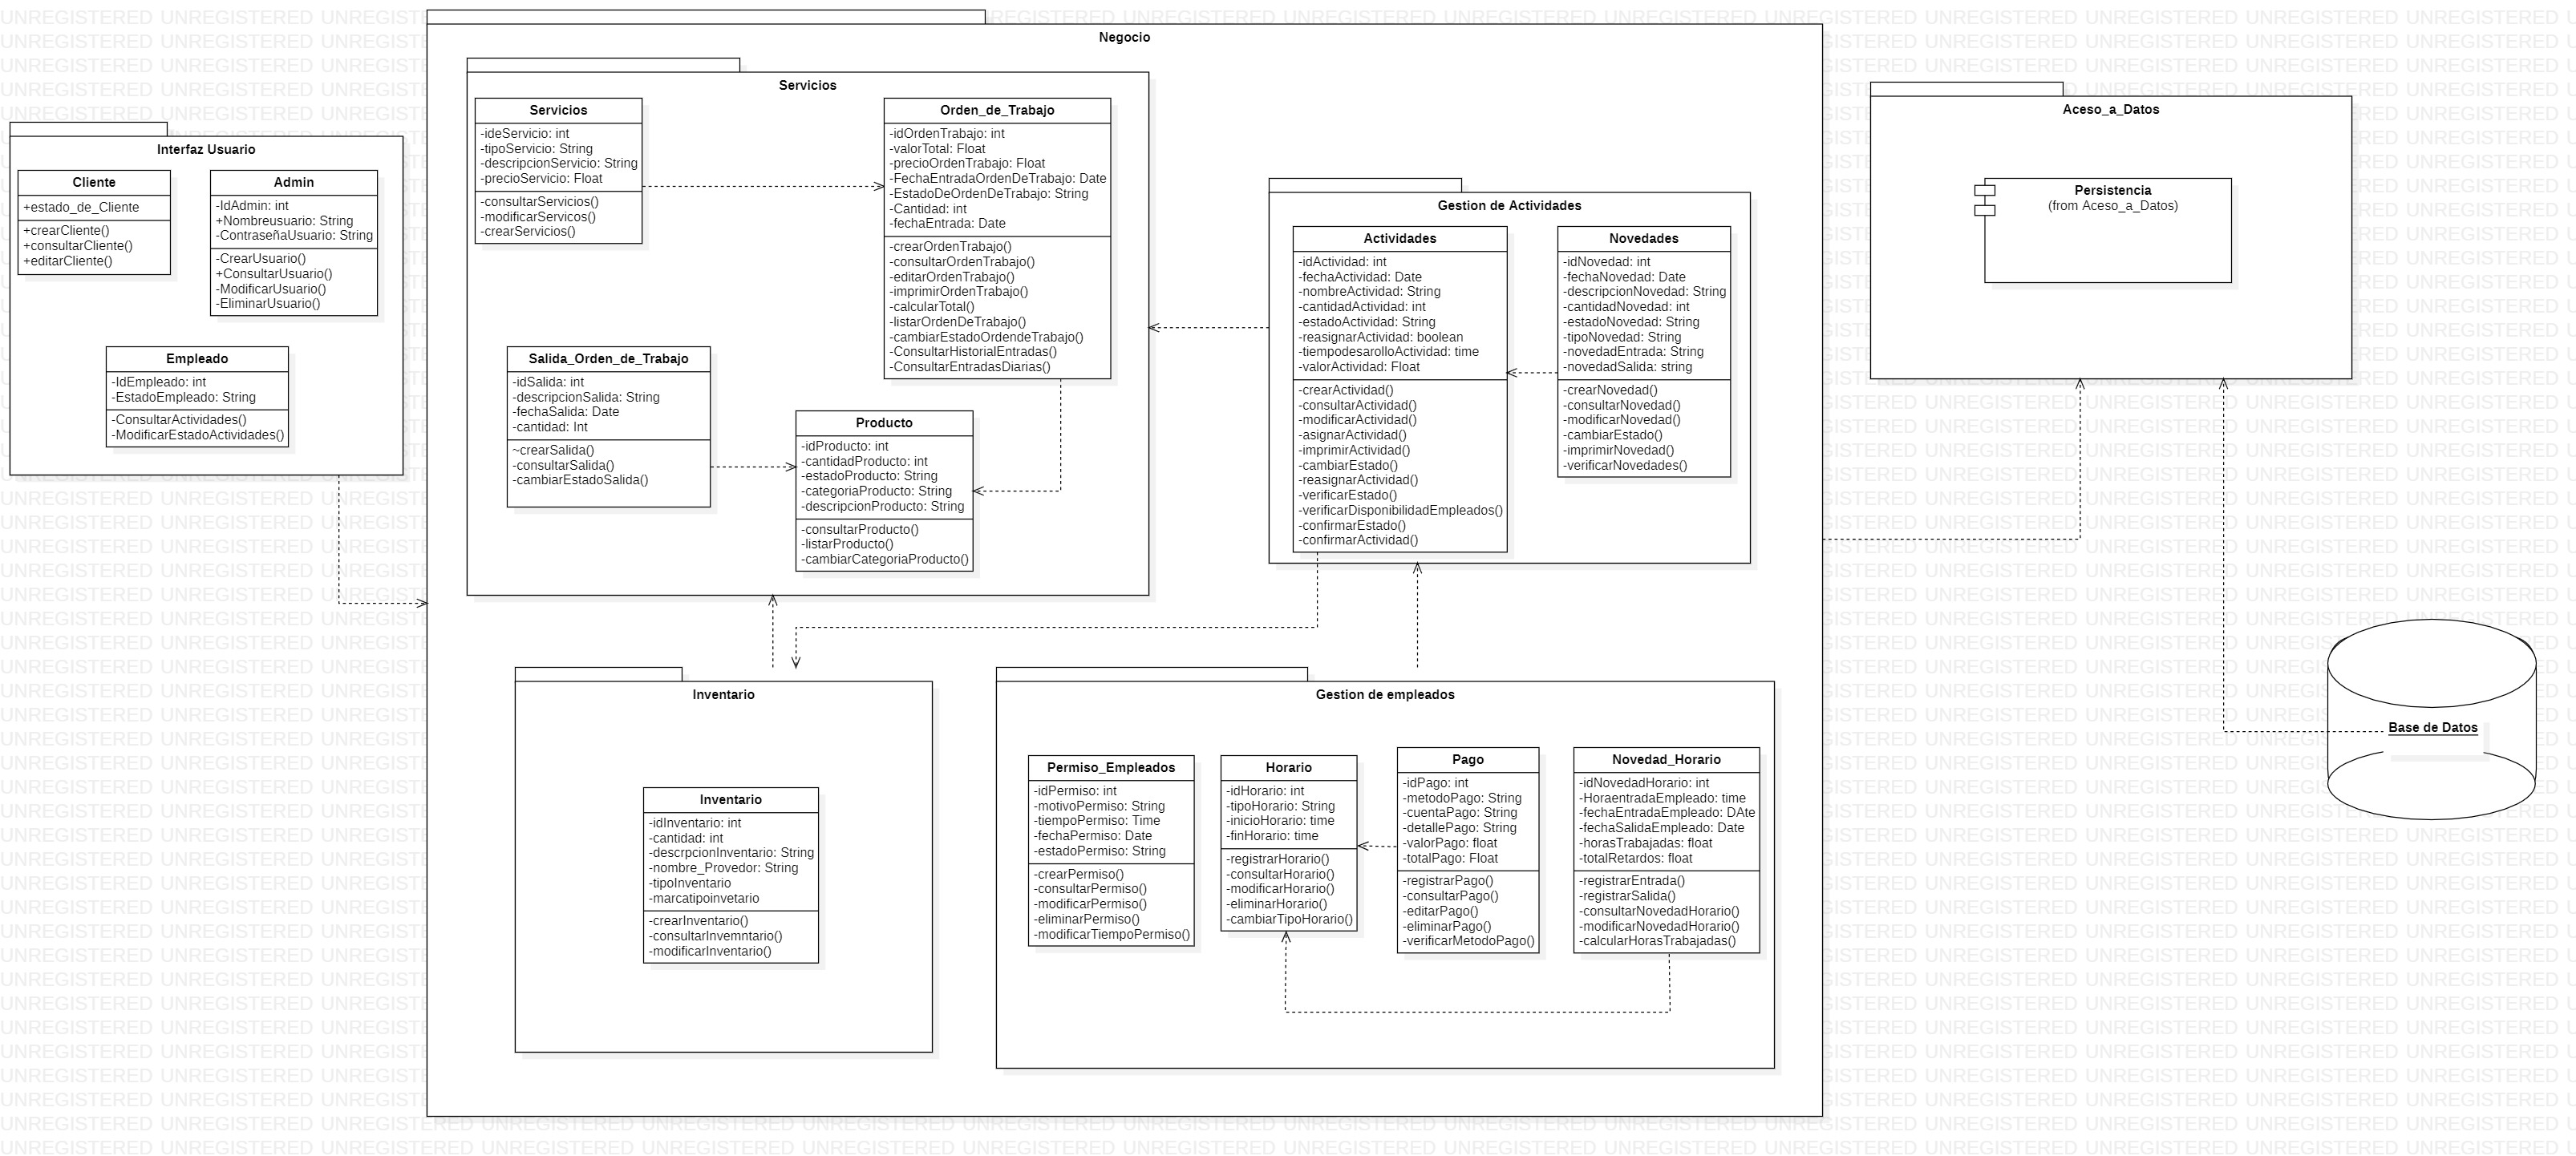 Negocio
Interfaz Usuario
Cliente
+estado_de_Cliente
+crearCliente()
+consultarCliente()
+editarCliente()
Admin
-IdAdmin: int
+Nombreusuario: String
-ContraseñaUsuario: String
-CrearUsuario()
+ConsultarUsuario()
-ModificarUsuario()
-EliminarUsuario()
Empleado
-IdEmpleado: int
-EstadoEmpleado: String
-ConsultarActividades()
-ModificarEstadoActividades()
Servicios
Servicios
-ideServicio: int
-tipoServicio: String
-descripcionServicio: String
-precioServicio: Float
-consultarServicios()
-modificarServicos()
-crearServicios()
Orden_de_Trabajo
-idOrdenTrabajo: int
-valorTotal: Float
-precioOrdenTrabajo: Float
-FechaEntradaOrdenDeTrabajo: Date
-EstadoDeOrdenDeTrabajo: String
-Cantidad: int
-fechaEntrada: Date
-crearOrdenTrabajo()
-consultarOrdenTrabajo()
-editarOrdenTrabajo()
-imprimirOrdenTrabajo()
-calcularTotal()
-listarOrdenDeTrabajo()
-cambiarEstadoOrdendeTrabajo()
-ConsultarHistorialEntradas()
-ConsultarEntradasDiarias()
Salida_Orden_de_Trabajo
-idSalida: int
-descripcionSalida: String
-fechaSalida: Date
-cantidad: Int
~crearSalida()
-consultarSalida()
-cambiarEstadoSalida()
Producto
-idProducto: int
-cantidadProducto: int
-estadoProducto: String
-categoriaProducto: String
-descripcionProducto: String
-consultarProducto()
-listarProducto()
-cambiarCategoriaProducto()
Gestion de Actividades
Actividades
-idActividad: int
-fechaActividad: Date
-nombreActividad: String
-cantidadActividad: int
-estadoActividad: String
-reasignarActividad: boolean
-tiempodesarolloActividad: time
-valorActividad: Float
-crearActividad()
-consultarActividad()
-modificarActividad()
-asignarActividad()
-imprimirActividad()
-cambiarEstado()
-reasignarActividad()
-verificarEstado()
-verificarDisponibilidadEmpleados()
-confirmarEstado()
-confirmarActividad()
Novedades
-idNovedad: int
-fechaNovedad: Date
-descripcionNovedad: String
-cantidadNovedad: int
-estadoNovedad: String
-tipoNovedad: String
-novedadEntrada: String
-novedadSalida: string
-crearNovedad()
-consultarNovedad()
-modificarNovedad()
-cambiarEstado()
-imprimirNovedad()
-verificarNovedades()
Aceso_a_Datos
Persistencia
(from Aceso_a_Datos)
Base de Datos
Inventario
Inventario
-idInventario: int
-cantidad: int
-descrpcionInventario: String
-nombre_Provedor: String
-tipoInventario
-marcatipoinvetario
-crearInventario()
-consultarInvemntario()
-modificarInventario()
Gestion de empleados
Permiso_Empleados
-idPermiso: int
-motivoPermiso: String
-tiempoPermiso: Time
-fechaPermiso: Date
-estadoPermiso: String
-crearPermiso()
-consultarPermiso()
-modificarPermiso()
-eliminarPermiso()
-modificarTiempoPermiso()
Horario
-idHorario: int
-tipoHorario: String
-inicioHorario: time
-finHorario: time
-registrarHorario()
-consultarHorario()
-modificarHorario()
-eliminarHorario()
-cambiarTipoHorario()
Pago
-idPago: int
-metodoPago: String
-cuentaPago: String
-detallePago: String
-valorPago: float
-totalPago: Float
-registrarPago()
-consultarPago()
-editarPago()
-eliminarPago()
-verificarMetodoPago()
Novedad_Horario
-idNovedadHorario: int
-HoraentradaEmpleado: time
-fechaEntradaEmpleado: DAte
-fechaSalidaEmpleado: Date
-horasTrabajadas: float
-totalRetardos: float
-registrarEntrada()
-registrarSalida()
-consultarNovedadHorario()
-modificarNovedadHorario()
-calcularHorasTrabajadas()
UNREGISTERED